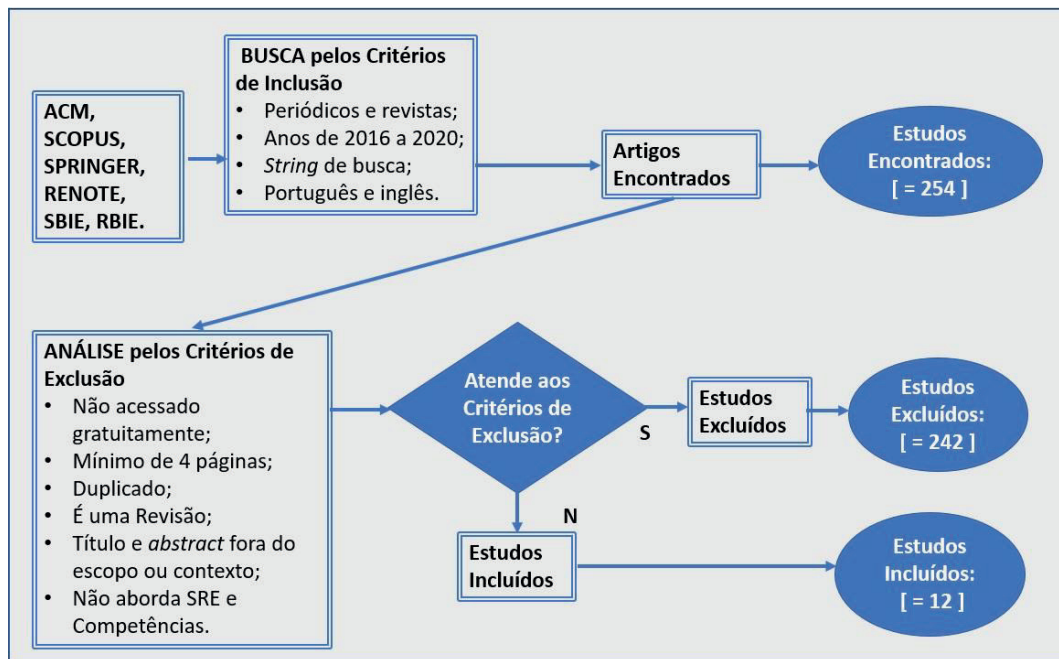 ACM,
SCOPUS,
SPRINGER,
RENOTE,
SBIE, RBIE.
BUSCA pelos Critérios
de Inclusão
• Periódicos e revistas;
• Anos de 2016 a 2020;
• String de busca;
• Português e inglês.
Artigos
Encontrados
Estudos
Encontrados:
[ = 254 ]
ANÁLISE pelos Critérios de
Exclusão
• Não acessado
gratuitamente;
• Mínimo de 4 páginas;
• Duplicado;
• É uma Revisão;
• Título e abstract fora do
escopo ou contexto;
• Não aborda SRE e
Competências.
Atende aos
Critérios de
Exclusão?
S
Estudos
Excluídos
Estudos
Excluídos:
[ = 242 ]
N
Estudos
Incluídos
Estudos
Incluídos:
[ = 12 ]